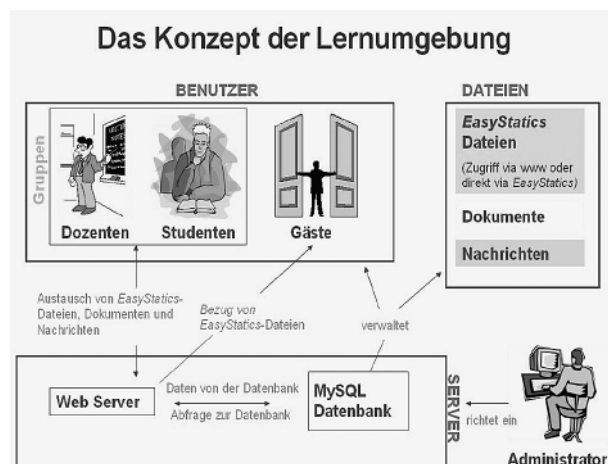 Das Konzept der Lernumgebung
BENUTZER
Gruppen
Dozenten
Studenten
Gäste
DATEIEN
EasyStatics
Dateien
(Zugriff via www oder
direkt via EasyStatics)
Dokumente
Nachrichten
Austausch von EasyStatics-
Dateien, Dokumenten und
Nachrichten
Bezug von
EasyStatics-Dateien
verwaltet
Web Server
Daten von der Datenbank
Abfrage zur Datenbank
MySQL
Datenbank
SERVER
richtet ein
Administrator